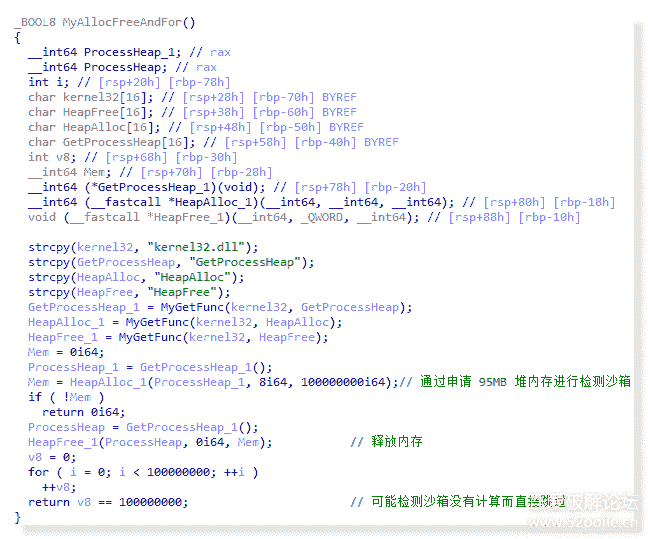 _BOOL8 MyAllocFreeAndFor()
{
  __int64 ProcessHeap_1; // rax
  __int64 ProcessHeap; // rax
  int i; // [rsp+20h] [rbp-78h]
  char kernel32[16]; // [rsp+28h] [rbp-70h] BYREF
  char HeapFree[16]; // [rsp+38h] [rbp-60h] BYREF
  char HeapAlloc[16]; // [rsp+48h] [rbp-50h] BYREF
  char GetProcessHeap[16]; // [rsp+58h] [rbp-40h] BYREF
  int v8; // [rsp+68h] [rbp-30h]
  __int64 Mem; // [rsp+70h] [rbp-28h]
  __int64 (*GetProcessHeap_1)(void); // [rsp+78h] [rbp-20h]
  __int64 (__fastcall *HeapAlloc_1)(__int64, __int64, __int64); // [rsp+80h] [rbp-18h]
  void (__fastcall *HeapFree_1)(__int64, _QWORD, __int64); // [rsp+88h] [rbp-10h]

  strcpy(kernel32, "kernel32.dll");
  strcpy(GetProcessHeap, "GetProcessHeap");
  strcpy(HeapAlloc, "HeapAlloc");
  strcpy(HeapFree, "HeapFree");
  GetProcessHeap_1 = MyGetFunc(kernel32, GetProcessHeap);
  HeapAlloc_1 = MyGetFunc(kernel32, HeapAlloc);
  HeapFree_1 = MyGetFunc(kernel32, HeapFree);
  Mem = 0i64;
  ProcessHeap_1 = GetProcessHeap_1();
  Mem = HeapAlloc_1(ProcessHeap_1, 8i64, 100000000i64);// 通过申请 95MB 堆内存进行检测沙箱
  if ( !Mem )
    return 0i64;
  ProcessHeap = GetProcessHeap_1();
  HeapFree_1(ProcessHeap, 0i64, Mem);           // 释放内存
  v8 = 0;
  for ( i = 0; i < 100000000; ++i )
    ++v8;
  return v8 == 100000000;                       // 可能检测沙箱没有计算而直接跳过
}
破解论坛
www.52pojie.cn